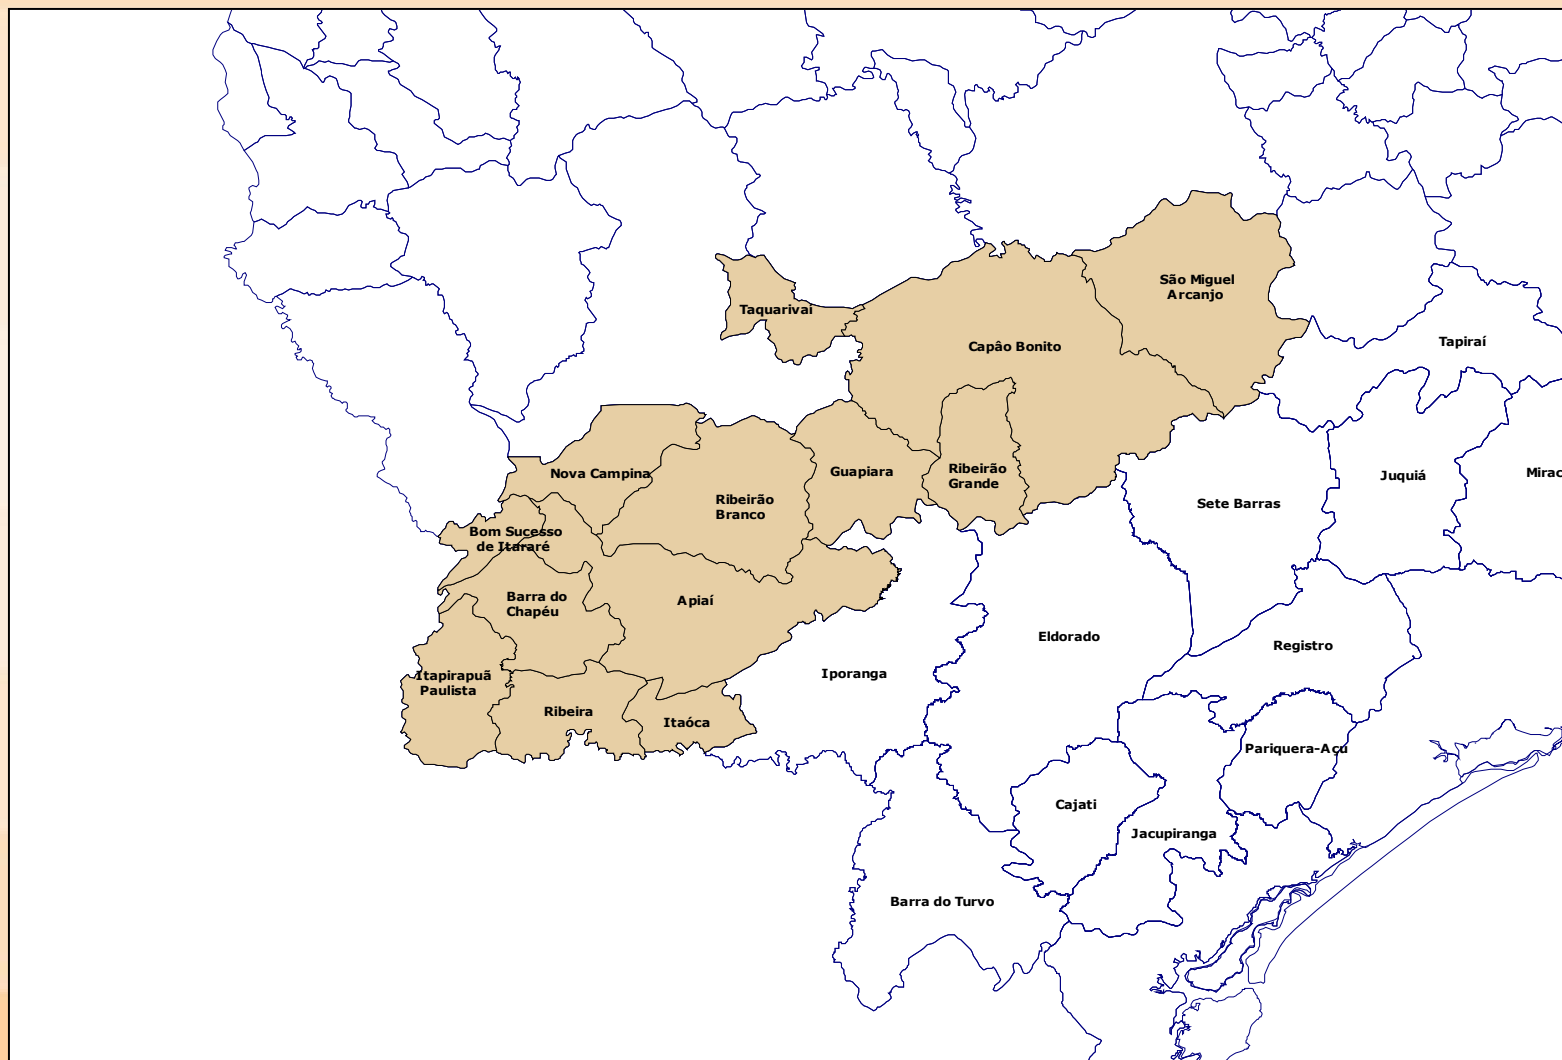 São Miguel
Arcanjo
Taquarivaí
Capâo Bonito
Tapiraí
Nova Campina
Guapiara
Ribeirão
Grande
Juquiá
Mirac
Ribeirão
Branco
Sete Barras
Bom Sucesso
de Itararé
Barra do
Chapéu
Apiaí
Eldorado
Registro
Iporanga
Itapirapuã
Paulista
Ribeira
Itaóca
Pariquera-Açu
Cajati
Jacupiranga
Barra do Turvo